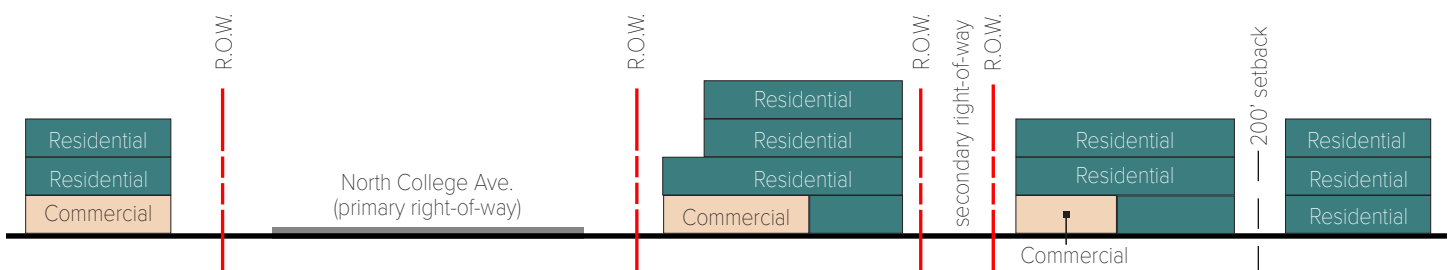 Residential
Residential
Commercial
R.O.W.
North College Ave.
(primary right-of-way)
R.O.W.
Residential
Residential
Residential
Commercial
R.O.W.
secondary right-of-way
R.O.W.
Residential
Residential
Commercial
200' setback
Residential
Residential
Residential